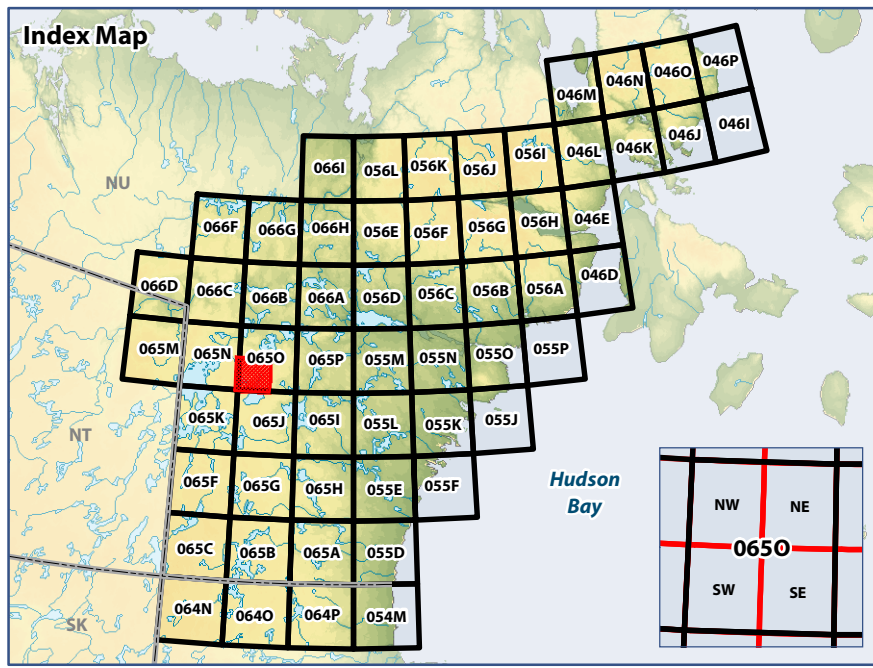 Index Map
046M 046N 046O 046P
066I 056L 056K 056J 056I 046L 046K 046J 046I
NU
066F 066G 066H 056E 056F 056G 056H 046E
066D 066C 066B 066A 056D 056C 056B 056A 046D
065M 065N 065O 065P 055M 055N 055O 055P
NT
065K 065J 065I 055L 055K 055J
065F 065G 065H 055E 055F
Hudson
Bay
NW NE
065O
SW SE
065C 065B 065A 055D
SK
064N 064O 064P 054M